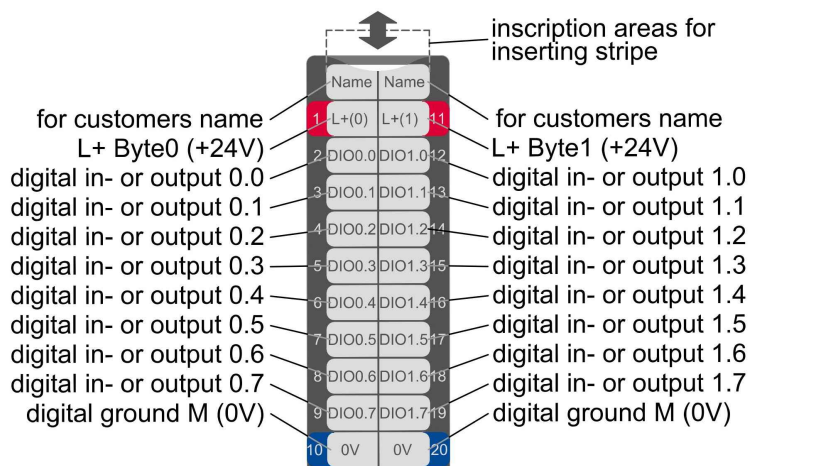 inscription areas for
inserting stripe
Name Name
for customers name for customers name
1 L+(0) L+(1) 11
L+ Byte0 (+24V) L+ Byte1 (+24V)
2 DIO0.0 DIO1.0 12
digital in- or output 0.0 digital in- or output 1.0
3 DIO0.1 DIO1.1 13
digital in- or output 0.1 digital in- or output 1.1
4 DIO0.2 DIO1.2 14
digital in- or output 0.2 digital in- or output 1.2
5 DIO0.3 DIO1.3 15
digital in- or output 0.3 digital in- or output 1.3
6 DIO0.4 DIO1.4 16
digital in- or output 0.4 digital in- or output 1.4
7 DIO0.5 DIO1.5 17
digital in- or output 0.5 digital in- or output 1.5
8 DIO0.6 DIO1.6 18
digital in- or output 0.6 digital in- or output 1.6
9 DIO0.7 DIO1.7 19
digital in- or output 0.7 digital in- or output 1.7
digital ground M (0V) digital ground M (0V)
10 0V 0V 20